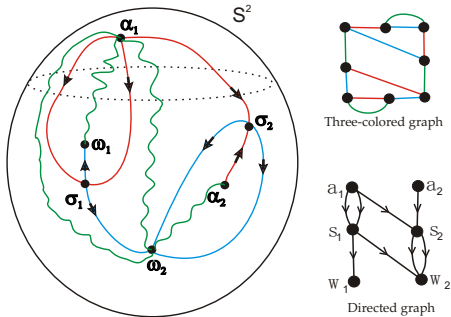 S²
α₁
σ₂
ω₁
α₂
σ₁
ω₂
Three-colored graph
a₁ a₂
s₁ s₂
w₁ w₂
Directed graph